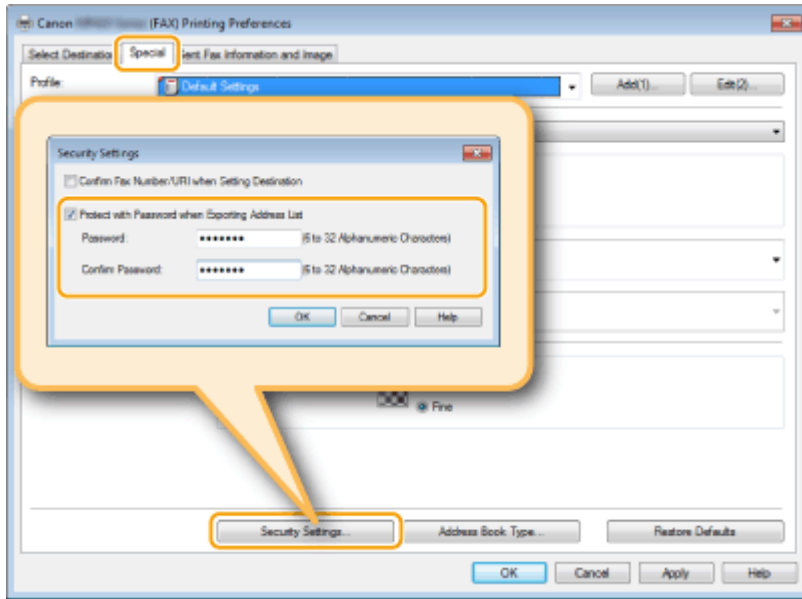 Canon (FAX) Printing Preferences
Select Destinatio Special Sent Fax Information and Image
Profile: Default Settings Add(1)... Edit(2)...
Security Settings
Confirm Fax Number/URI when Setting Destination
Protect with Password when Exporting Address List
Password: ●●●●●●● (6 to 32 Alphanumeric Characters)
Confirm Password: ●●●●●●● (6 to 32 Alphanumeric Characters)
OK Cancel Help
Fine
Security Settings... Address Book Type... Restore Defaults
OK Cancel Apply Help